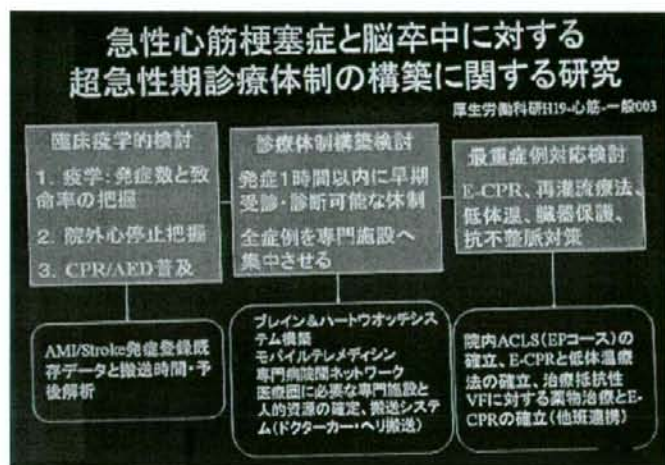 急性心筋梗塞症と脳卒中に対する
超急性期診療体制の構築に関する研究
厚生労働科研H19-心筋-一般003
臨床疫学的検討
1. 疫学:発症数と致
命率の把握
2. 院外心停止把握
3. CPR/AED普及
診療体制構築検討
発症1時間以内に早期
受診・診断可能な体制
全症例を専門施設へ
集中させる
最重症例対応検討
E-CPR、再灌流療法、
低体温、臓器保護、
抗不整脈対策
AMI/Stroke発症登録既
存データと搬送時間・予
後解析
ブレイン&ハートウオッチシス
テム構築
モバイルテレメディシン
専門病院間ネットワーク
医療圏に必要な専門施設と
人的資源の確定、搬送システ
ム(ドクターカー・ヘリ搬送)
院内ACLS(EPコース)の
確立、E-CPRと低体温療
法の確立、治療抵抗性
VFに対する薬物治療とE-
CPRの確立(他班連携)